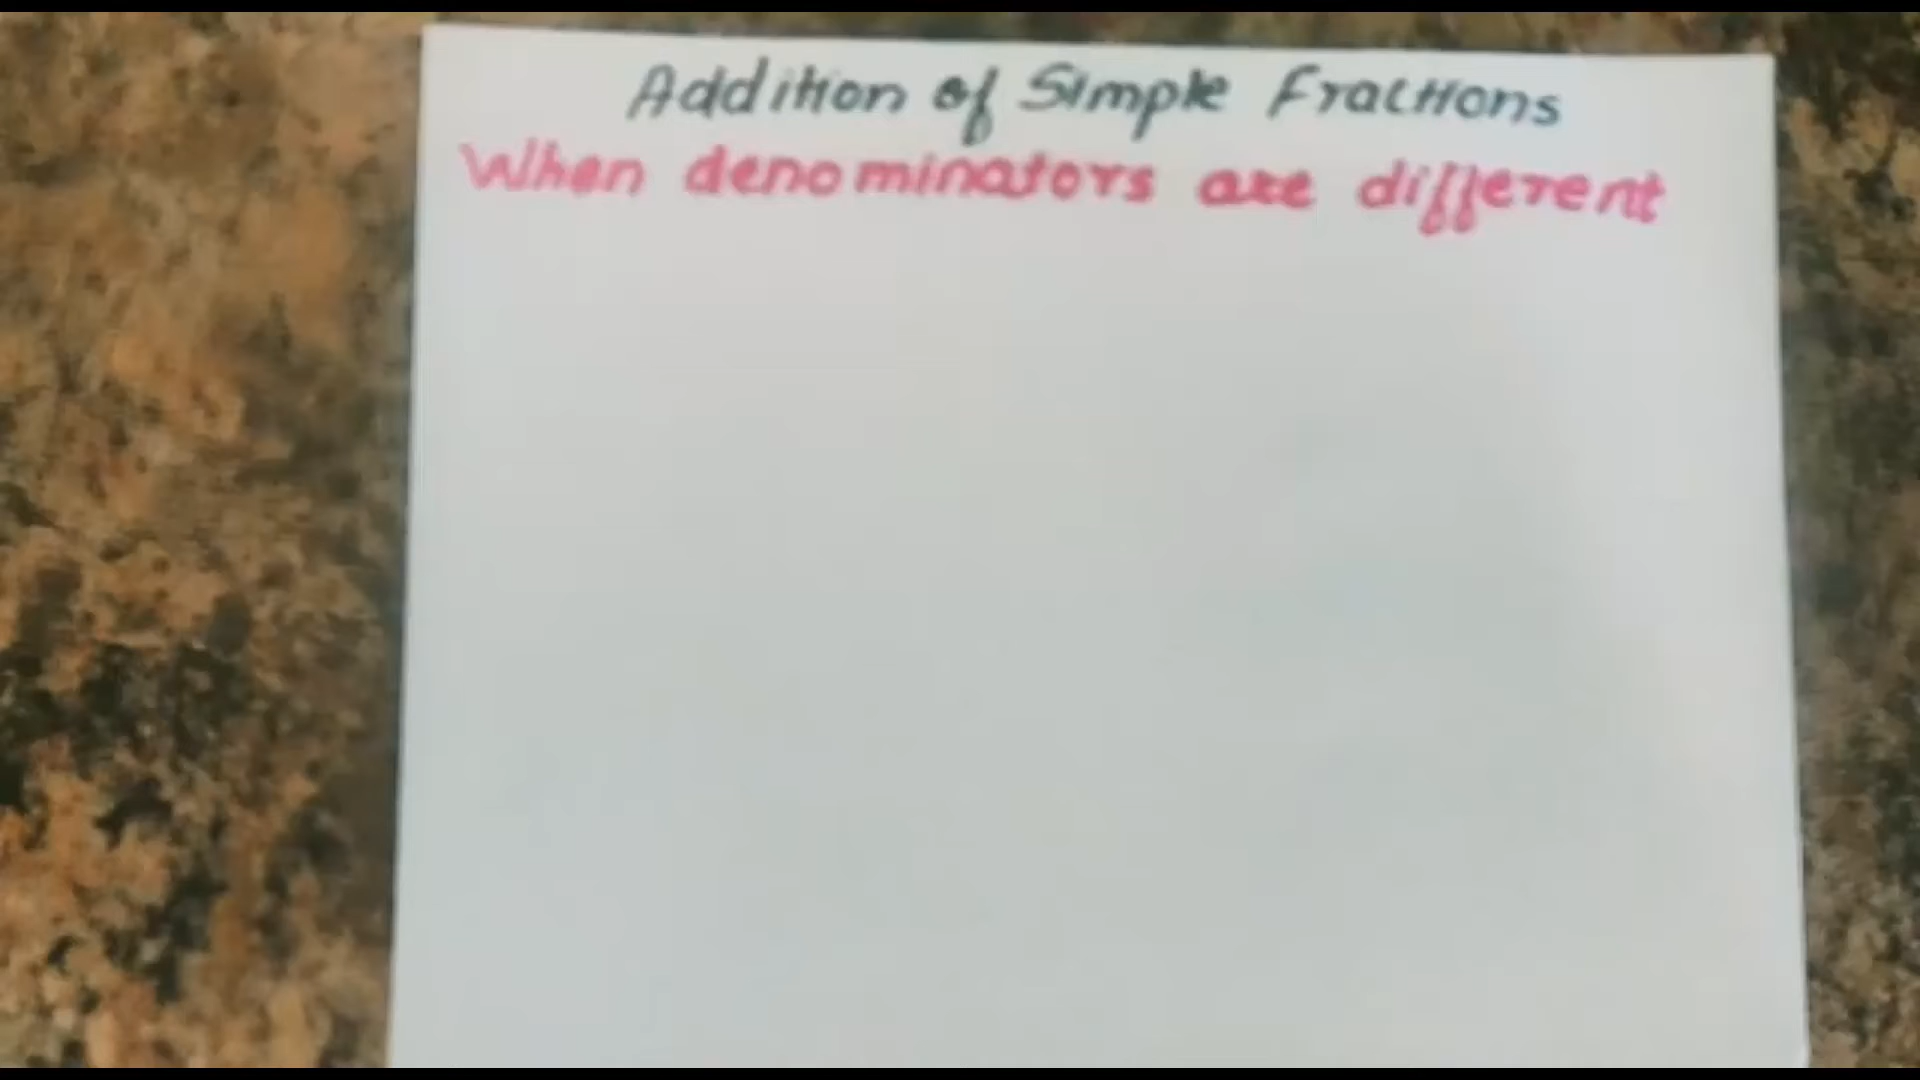 Addition of Simple Fractions
When denominators are different